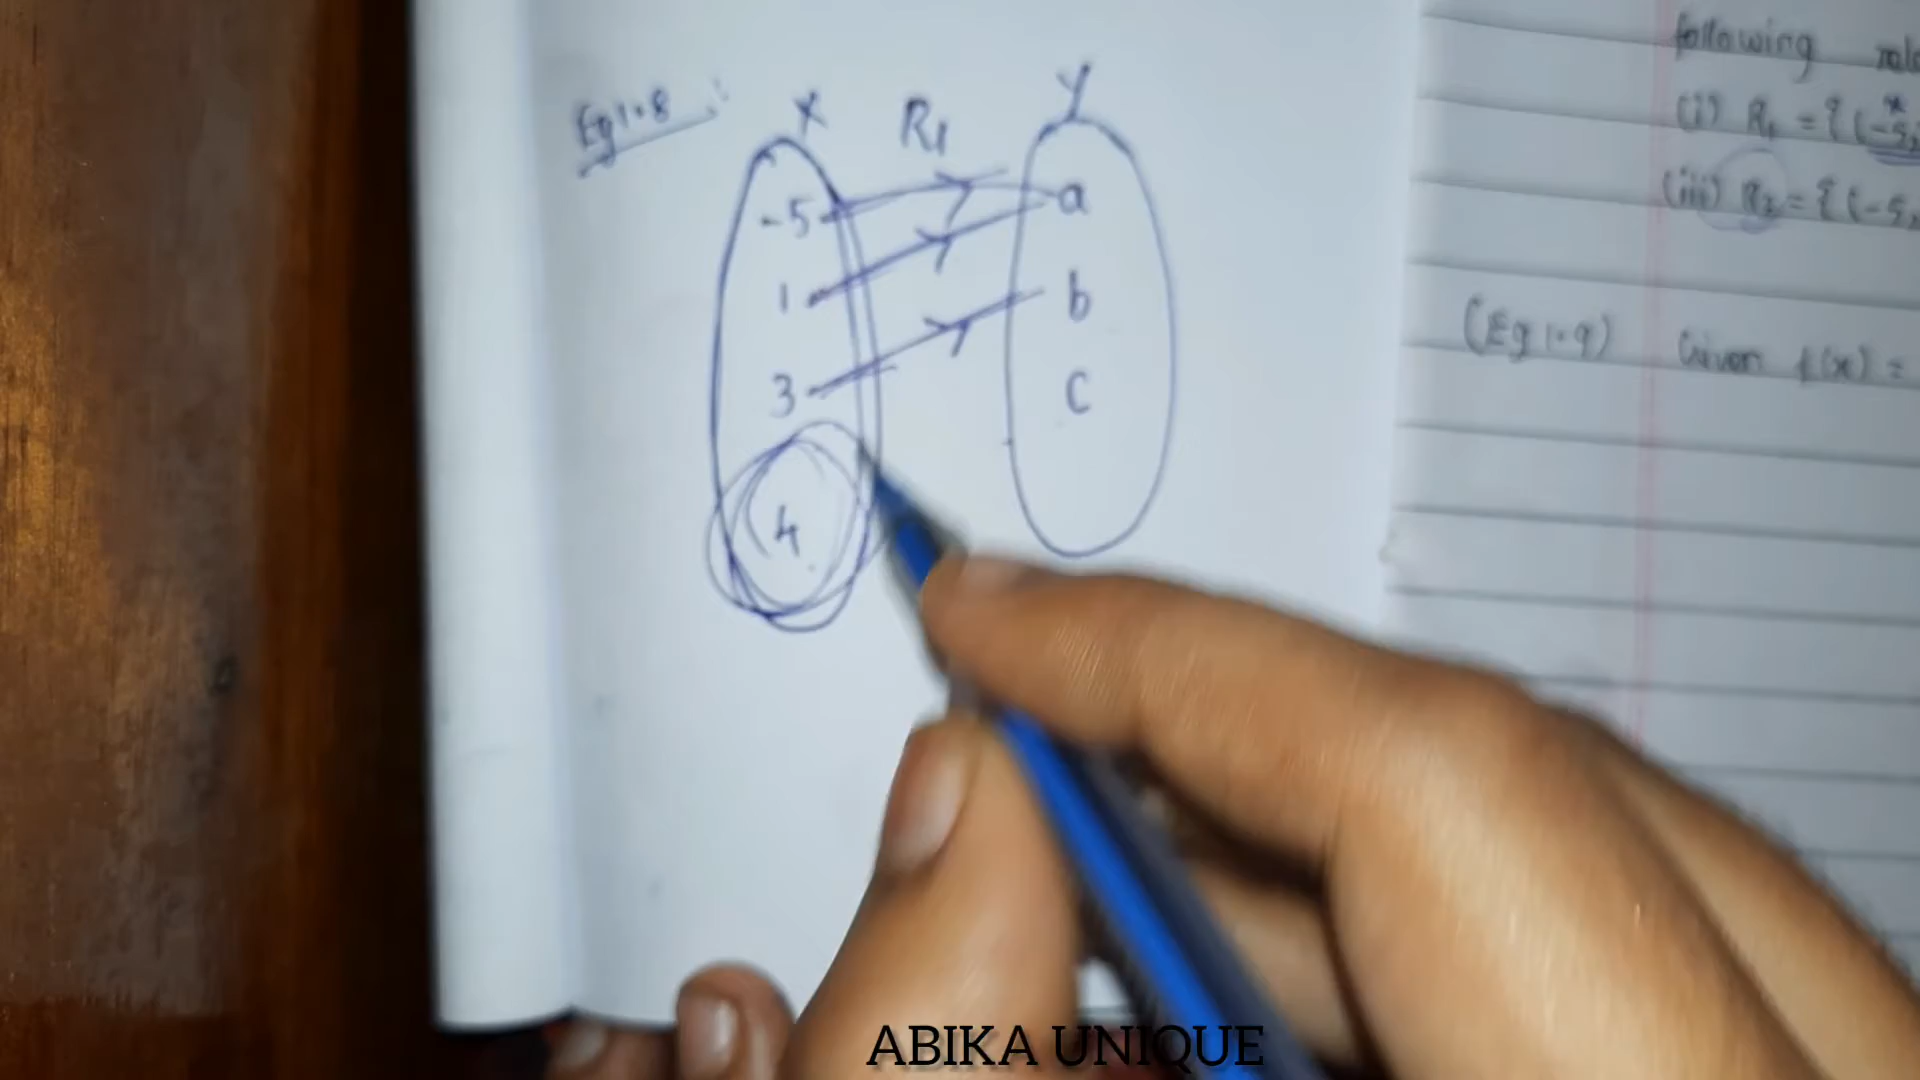 Eg 1.8 :
X R₁ Y
-5 a
1 b
3 c
4
following
(i) R₁ = {(-5,
(iii) R₃ = {(-5,
(Eg 1.9) Given f(x) =
ABIKA UNIQUE